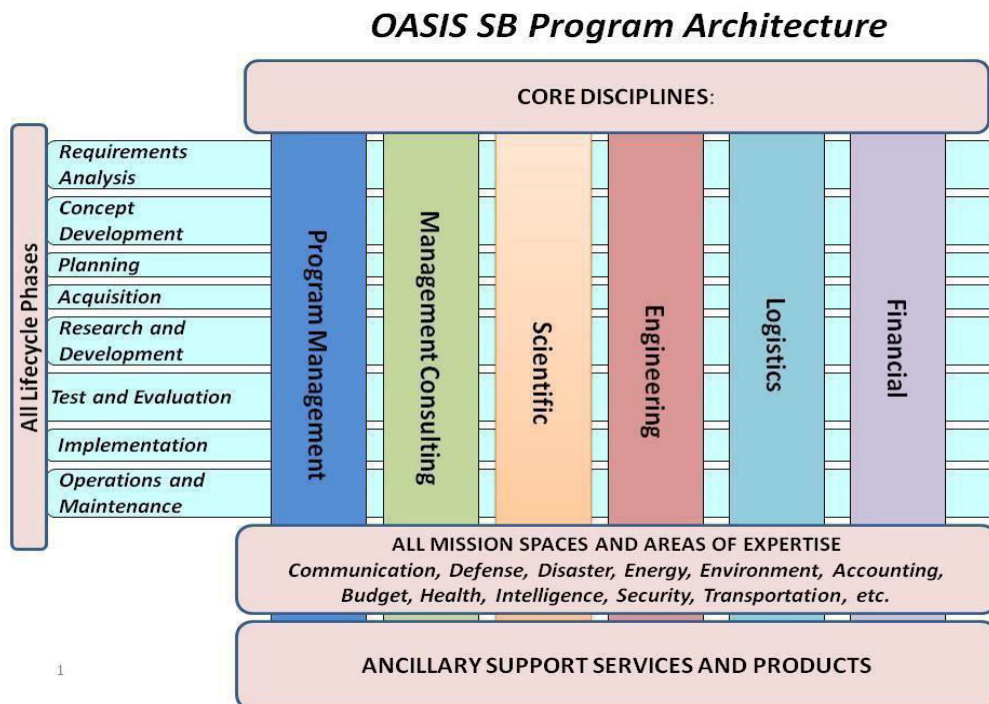 OASIS SB Program Architecture
CORE DISCIPLINES:
All Lifecycle Phases
Requirements
Analysis
Concept
Development
Planning
Acquisition
Research and
Development
Test and Evaluation
Implementation
Operations and
Maintenance
Program Management
Management Consulting
Scientific
Engineering
Logistics
Financial
ALL MISSION SPACES AND AREAS OF EXPERTISE
Communication, Defense, Disaster, Energy, Environment, Accounting,
Budget, Health, Intelligence, Security, Transportation, etc.
ANCILLARY SUPPORT SERVICES AND PRODUCTS
1